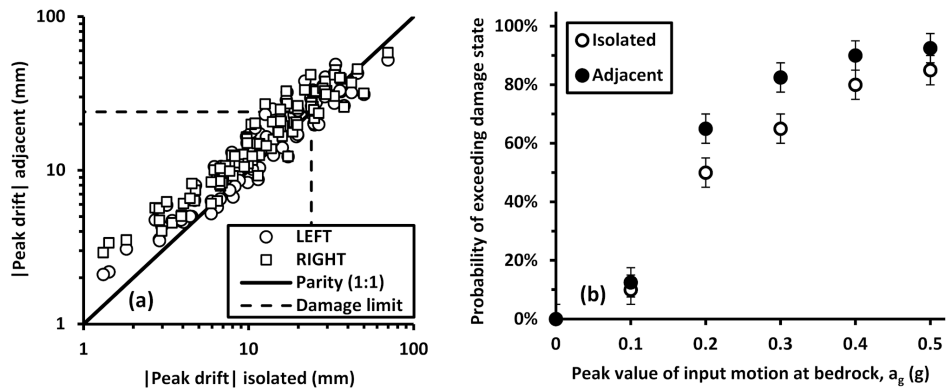 (a)
100
10
1
|Peak drift| adjacent (mm)
LEFT
RIGHT
Parity (1:1)
Damage limit
1
10
100
|Peak drift| isolated (mm)
100%
80%
60%
40%
20%
0%
Probability of exceeding damage state
Isolated
Adjacent
(b)
0
0.1
0.2
0.3
0.4
0.5
Peak value of input motion at bedrock, a_g (g)